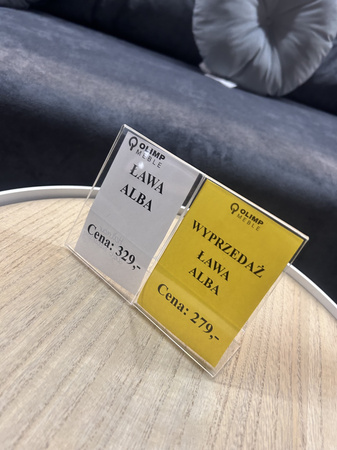 OLIMP
MEBLE
ŁAWA
ALBA
Cena: 329,-
OLIMP
MEBLE
WYPRZEDAŻ
ŁAWA
ALBA
Cena: 279,-